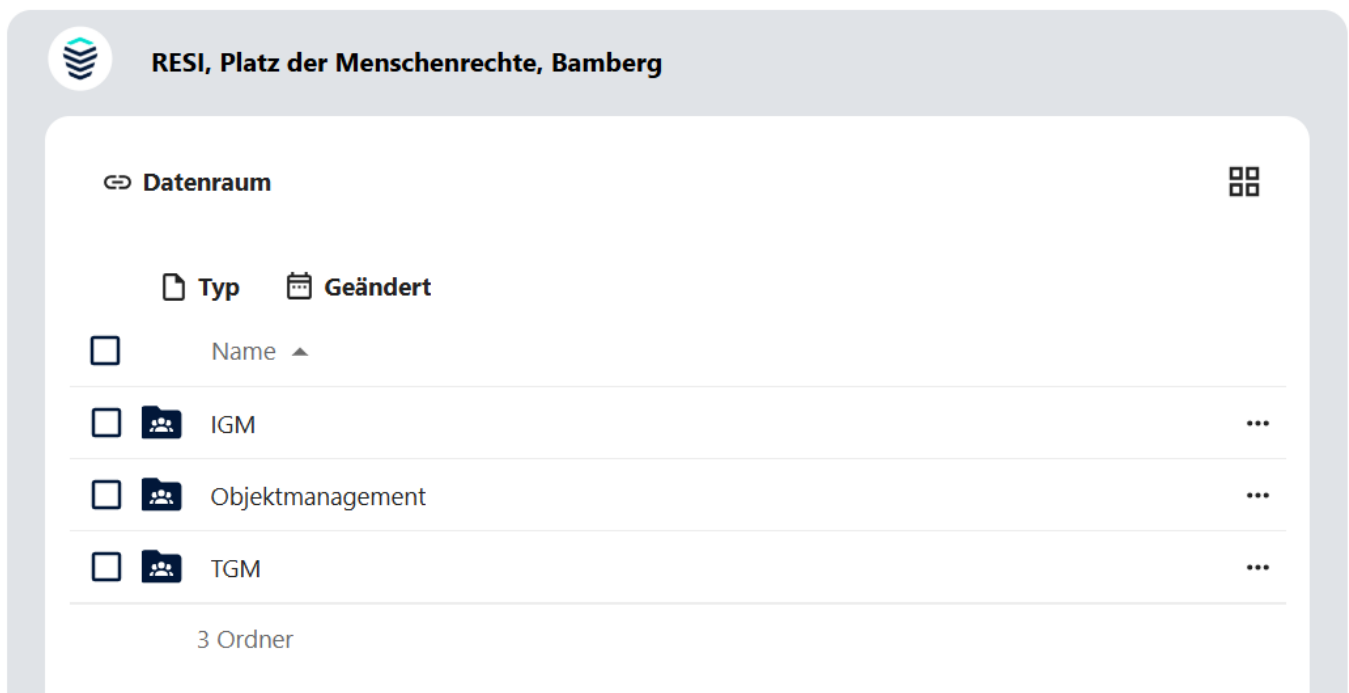 RESI, Platz der Menschenrechte, Bamberg
Datenraum
Typ Geändert
Name
IGM
Objektmanagement
TGM
3 Ordner